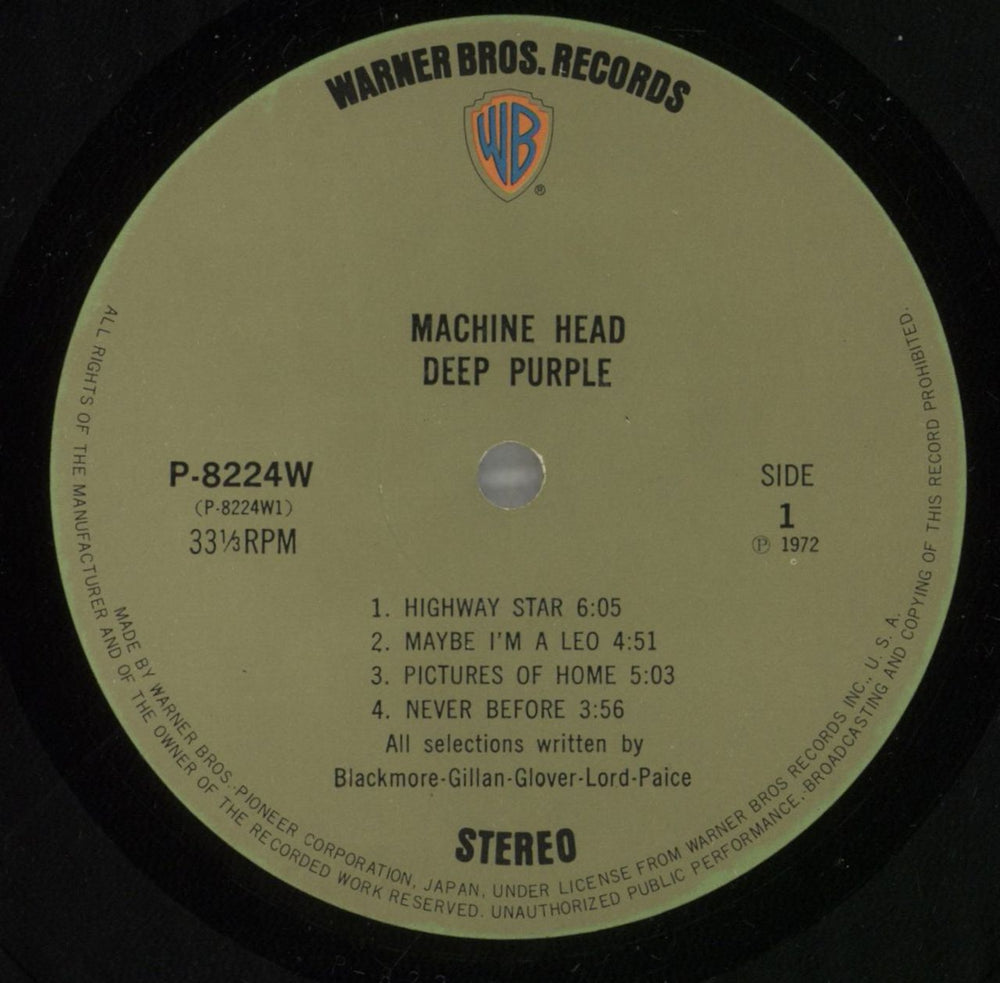 WARNER BROS. RECORDS
WB
®
MACHINE HEAD
DEEP PURPLE
P-8224W
(P-8224W1)
33⅓RPM
SIDE
1
Ⓟ 1972
1. HIGHWAY STAR 6:05
2. MAYBE I'M A LEO 4:51
3. PICTURES OF HOME 5:03
4. NEVER BEFORE 3:56
All selections written by
Blackmore-Gillan-Glover-Lord-Paice
STEREO
MADE BY WARNER BROS.-PIONEER CORPORATION, JAPAN, UNDER LICENSE FROM WARNER BROS RECORDS INC., U. S. A.
ALL RIGHTS OF THE MANUFACTURER AND OF THE OWNER OF THE RECORDED WORK RESERVED. UNAUTHORIZED PUBLIC PERFORMANCE,-BROADCASTING AND COPYING OF THIS RECORD PROHIBITED.